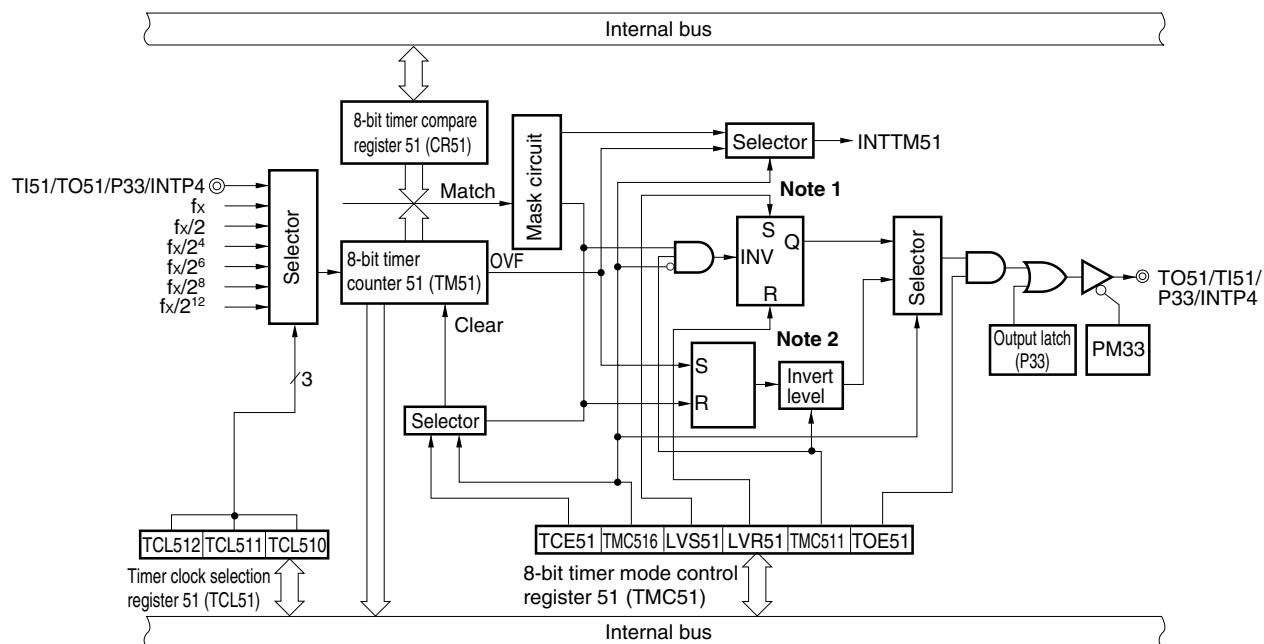 Internal bus
8-bit timer compare
register 51 (CR51)
Mask circuit
Selector
INTTM51
TI51/TO51/P33/INTP4
fx
fx/2
fx/2⁴
fx/2⁶
fx/2⁸
fx/2¹²
Selector
Match
Note 1
S
Q
INV
R
8-bit timer
counter 51 (TM51)
OVF
Clear
Selector
TO51/TI51/
P33/INTP4
Output latch
(P33)
PM33
Note 2
S
R
Invert
level
3
Selector
TCL512
TCL511
TCL510
Timer clock selection
register 51 (TCL51)
TCE51
TMC516
LVS51
LVR51
TMC511
TOE51
8-bit timer mode control
register 51 (TMC51)
Internal bus